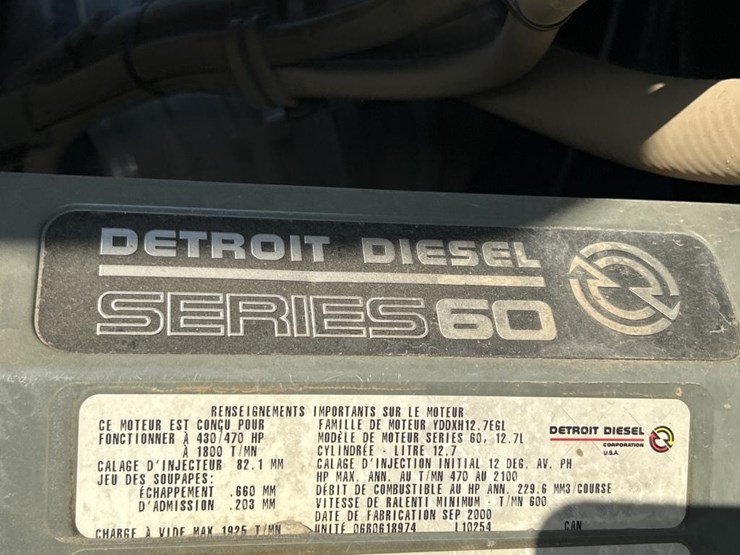 DETROIT DIESEL
SERIES 60
RENSEIGNEMENTS IMPORTANTS SUR LE MOTEUR
CE MOTEUR EST CONÇU POUR FAMILLE DE MOTEUR YDDXH12.7EGL
FONCTIONNER À 430/470 HP MODÈLE DE MOTEUR SERIES 60, 12.7L
À 1800 T/MN CYLINDRÉE - LITRE 12.7
CALAGE D'INJECTEUR 82.1 MM CALAGE D'INJECTION INITIAL 12 DEG. AV. PH
JEU DES SOUPAPES: HP MAX. ANN. AU T/MN 470 AU 2100
ÉCHAPPEMENT .660 MM DÉBIT DE COMBUSTIBLE AU HP ANN. 229.6 MM3/COURSE
D'ADMISSION .203 MM VITESSE DE RALENTI MINIMUM - T/MN 600
DATE DE FABRICATION SEP 2000
CHARGE À VIDE MAX 1925 T/MN UNITÉ 06R0618974 I10254 CAN
DETROIT DIESEL
CORPORATION
U.S.A.